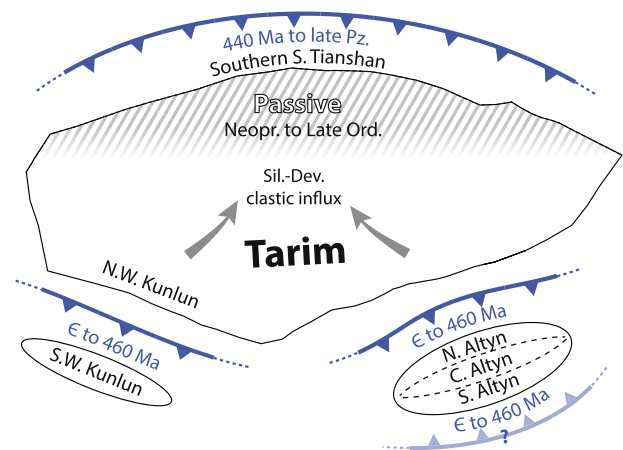 440 Ma to late Pz.
Southern S. Tianshan
Passive
Neopr. to Late Ord.
Sil.-Dev.
clastic influx
Tarim
N.W. Kunlun
Є to 460 Ma
S.W. Kunlun
Є to 460 Ma
N. Altyn
C. Altyn
S. Altyn
Є to 460 Ma
?